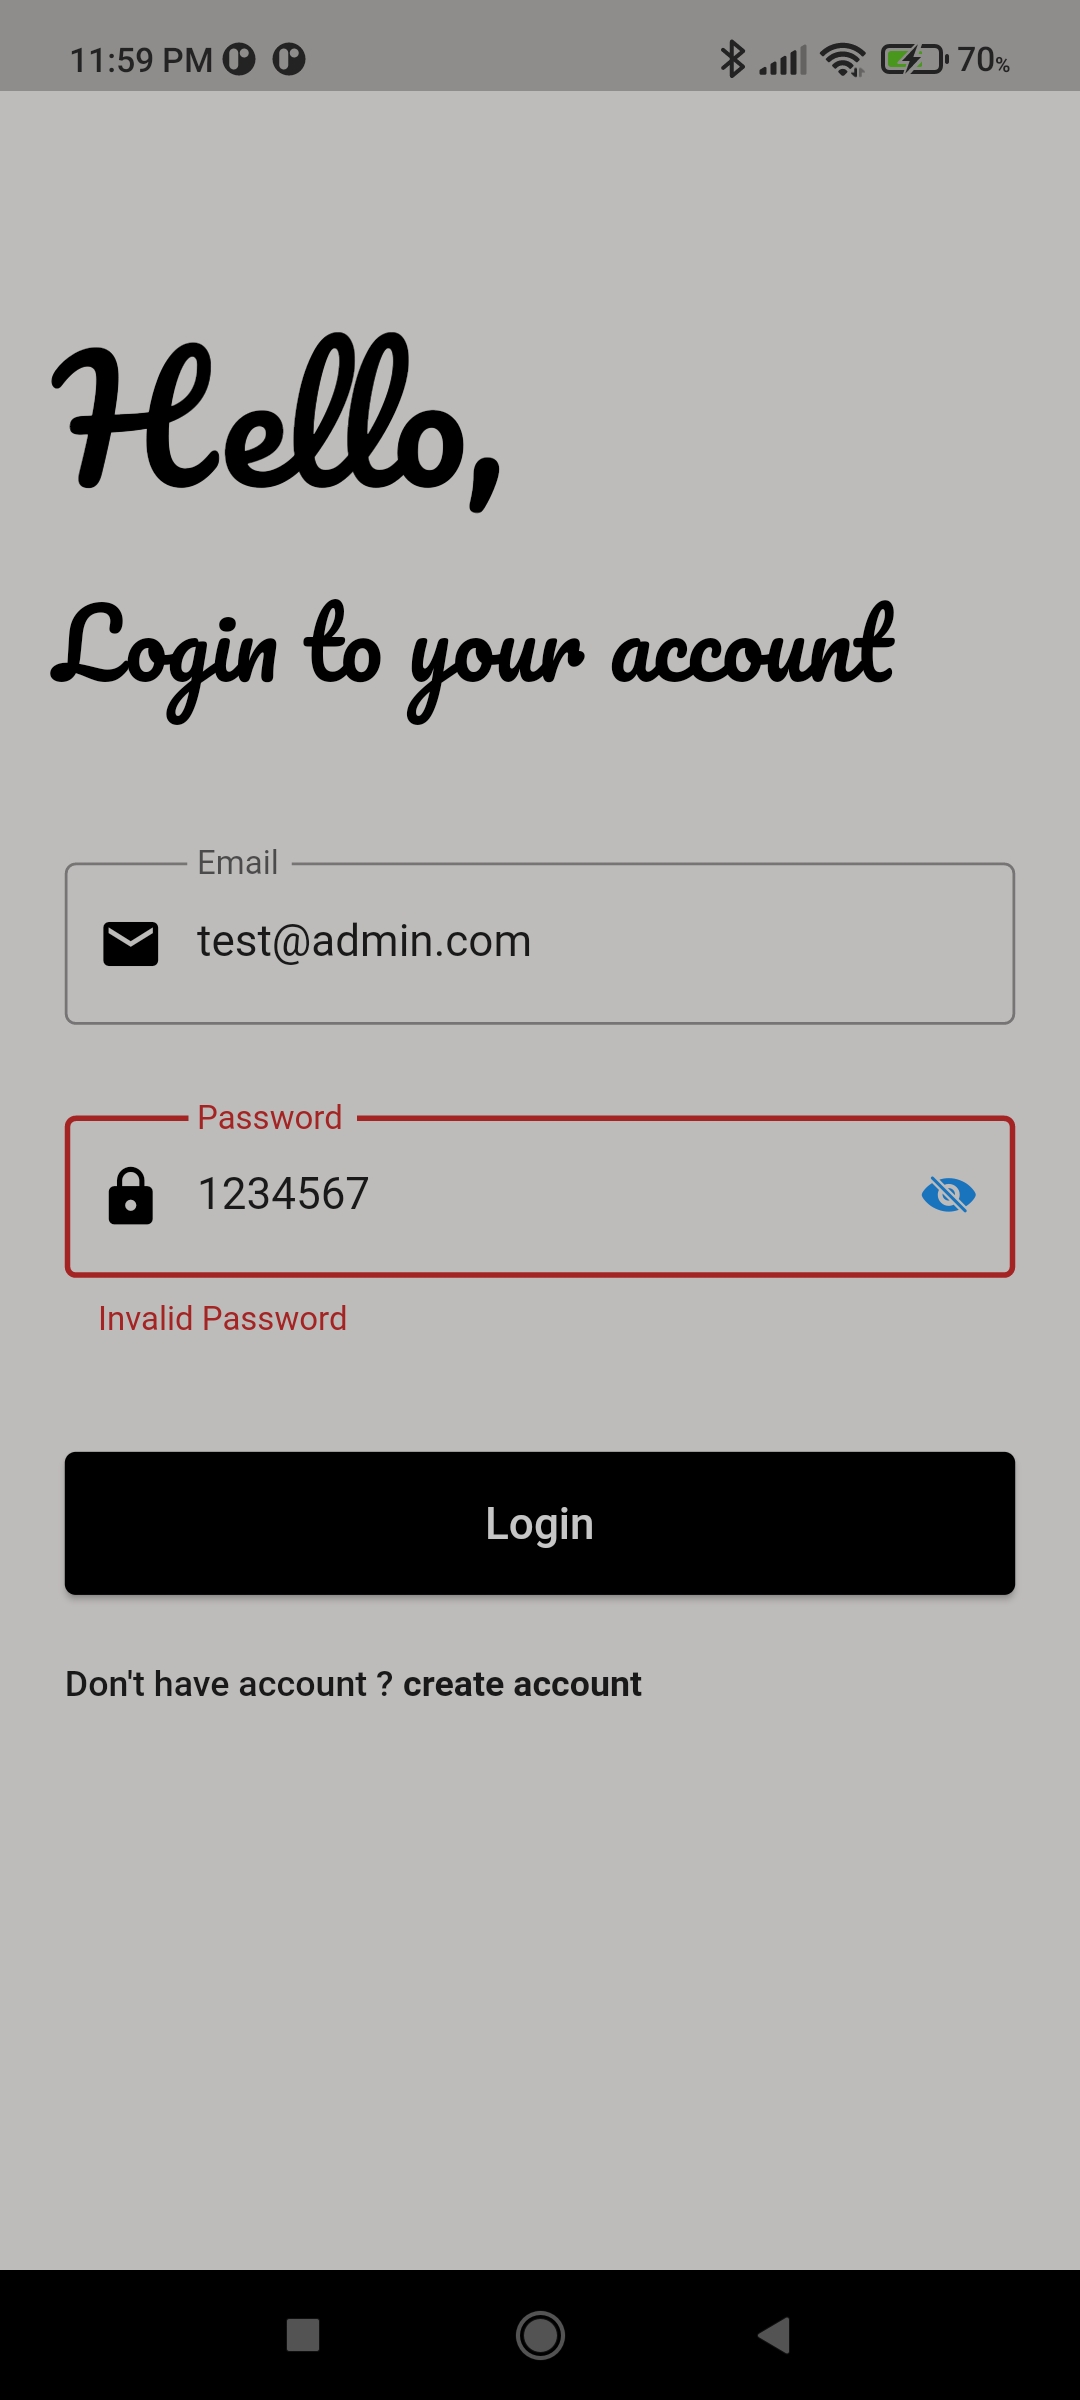 11:59 PM 70%
Hello,
Login to your account
Email
test@admin.com
Password
1234567
Invalid Password
Login
Don't have account ? create account